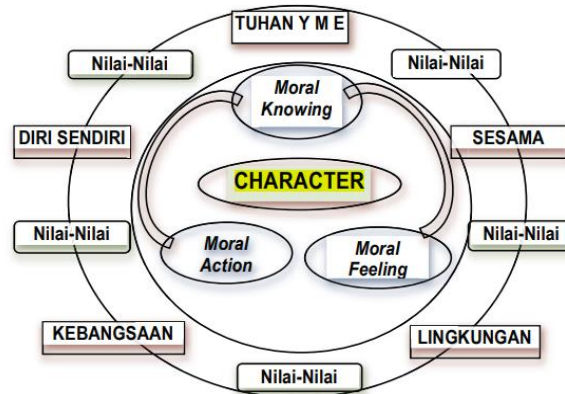 TUHAN Y M E
Nilai-Nilai
Nilai-Nilai
Moral
Knowing
DIRI SENDIRI
SESAMA
CHARACTER
Nilai-Nilai
Moral
Action
Moral
Feeling
Nilai-Nilai
KEBANGSAAN
LINGKUNGAN
Nilai-Nilai